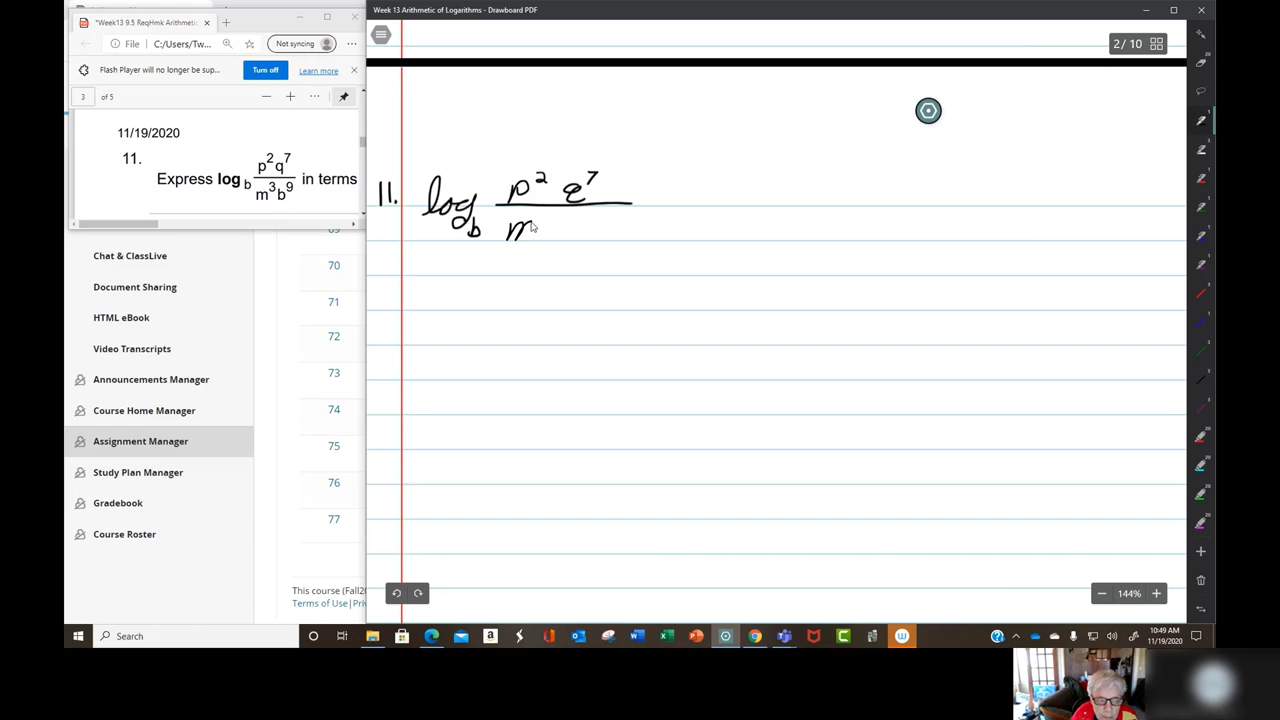 *Week13 9.5 ReqHmk Arithmetic
File C:/Users/Tw... Not syncing
Flash Player will no longer be sup... Turn off Learn more
3 of 5
11/19/2020
11. Express log b p²q⁷ / m³b⁹ in terms
Chat & ClassLive
Document Sharing
HTML eBook
Video Transcripts
Announcements Manager
Course Home Manager
Assignment Manager
Study Plan Manager
Gradebook
Course Roster
69
70
71
72
73
74
75
76
77
This course (Fall20
Terms of Use|Priv
Week 13 Arithmetic of Logarithms - Drawboard PDF
2/10
11. log b p² q⁷ / m
144%
Search
10:49 AM
11/19/2020